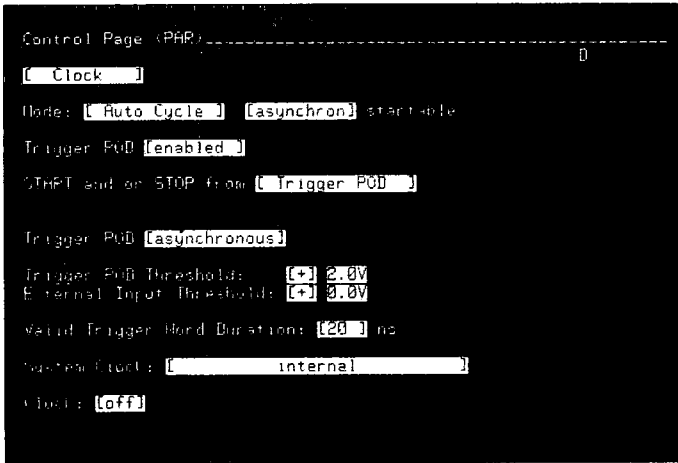 Control Page (PAR)
D
[ Clock ]
Mode: [ Auto Cycle ] [asynchron] startable
Trigger POD [enabled ]
START and or STOP from [ Trigger POD ]
Trigger POD [asynchronous]
Trigger POD Threshold: [+] 2.0V
External Input Threshold: [+] 0.0V
Valid Trigger Word Duration: [20 ] ns
System Clock: [ internal ]
Clock: [off]